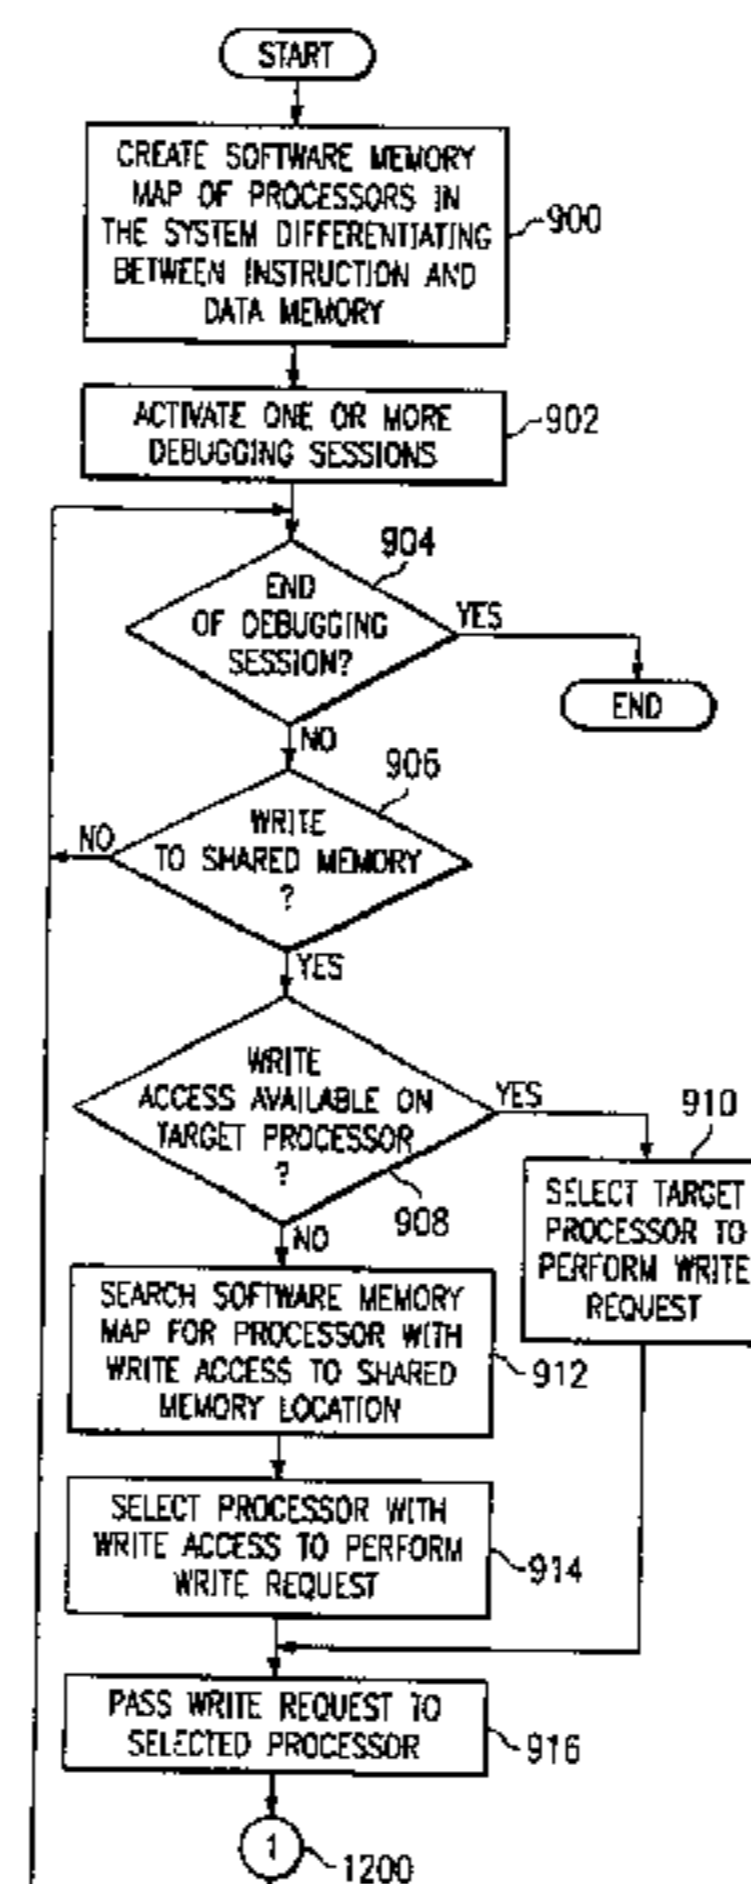 START
CREATE SOFTWARE MEMORY
MAP OF PROCESSORS IN
THE SYSTEM DIFFERENTIATING
BETWEEN INSTRUCTION AND
DATA MEMORY
900
ACTIVATE ONE OR MORE
DEBUGGING SESSIONS
902
904
END
OF DEBUGGING
SESSION?
YES
END
NO
906
WRITE
TO SHARED MEMORY
?
NO
YES
WRITE
ACCESS AVAILABLE ON
TARGET PROCESSOR
?
908
YES
910
SELECT TARGET
PROCESSOR TO
PERFORM WRITE
REQUEST
NO
SEARCH SOFTWARE MEMORY
MAP FOR PROCESSOR WITH
WRITE ACCESS TO SHARED
MEMORY LOCATION
912
SELECT PROCESSOR WITH
WRITE ACCESS TO PERFORM
WRITE REQUEST
914
PASS WRITE REQUEST TO
SELECTED PROCESSOR
916
1
1200